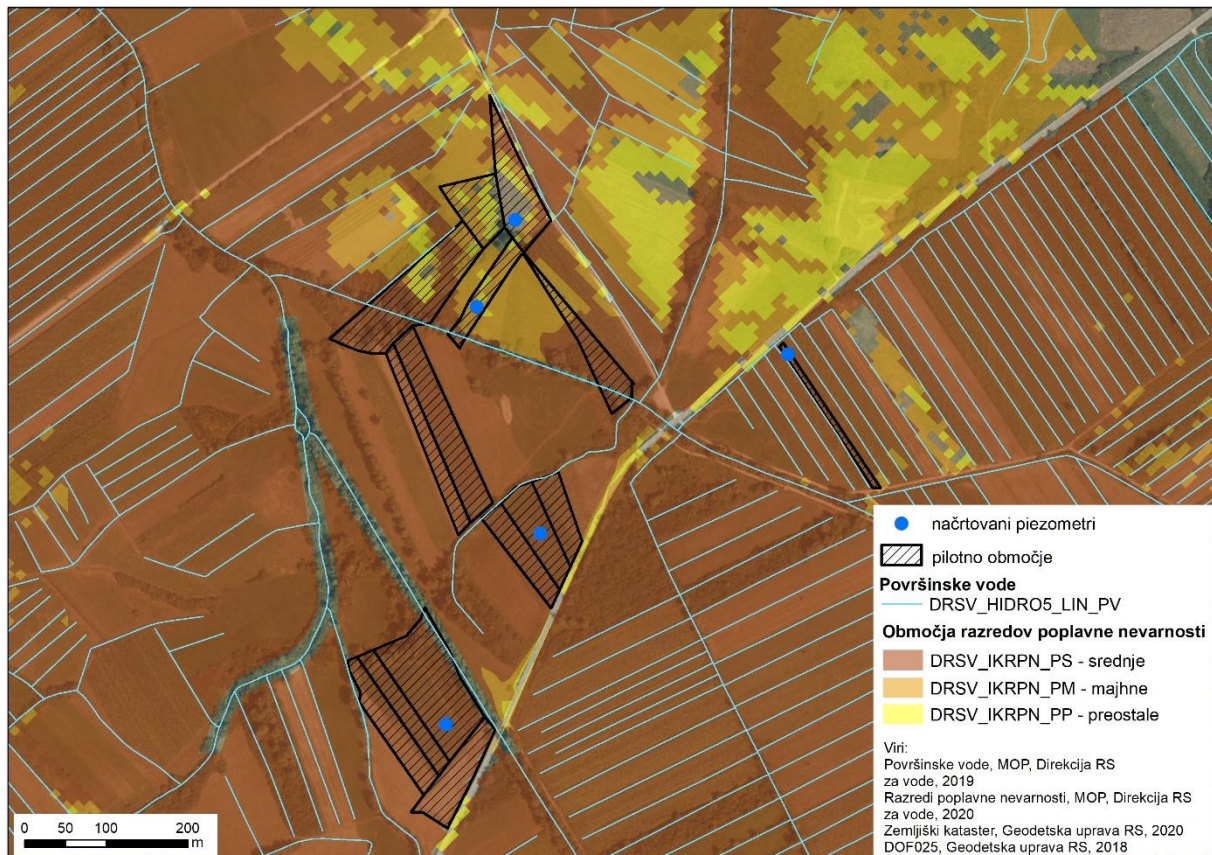 načrtovani piezometri
pilotno območje
Površinske vode
DRSV_HIDRO5_LIN_PV
Območja razredov poplavne nevarnosti
DRSV_IKRPN_PS - srednje
DRSV_IKRPN_PM - majhne
DRSV_IKRPN_PP - preostale
Viri:
Površinske vode, MOP, Direkcija RS
za vode, 2019
Razredi poplavne nevarnosti, MOP, Direkcija RS
za vode, 2020
Zemljiški kataster, Geodetska uprava RS, 2020
DOF025, Geodetska uprava RS, 2018
0 50 100 200
m